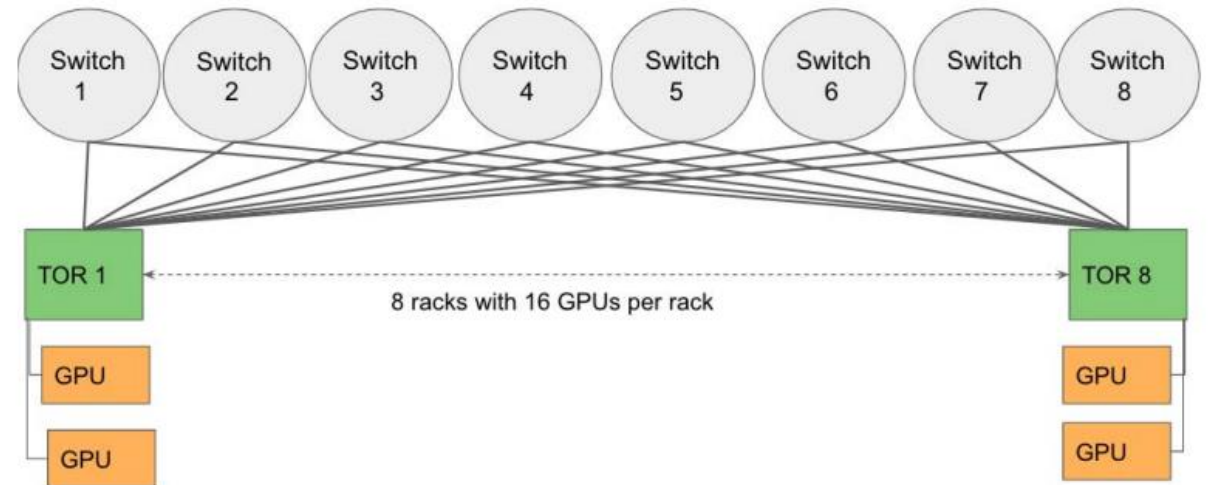 Switch
1
Switch
2
Switch
3
Switch
4
Switch
5
Switch
6
Switch
7
Switch
8
TOR 1
TOR 8
8 racks with 16 GPUs per rack
GPU
GPU
GPU
GPU